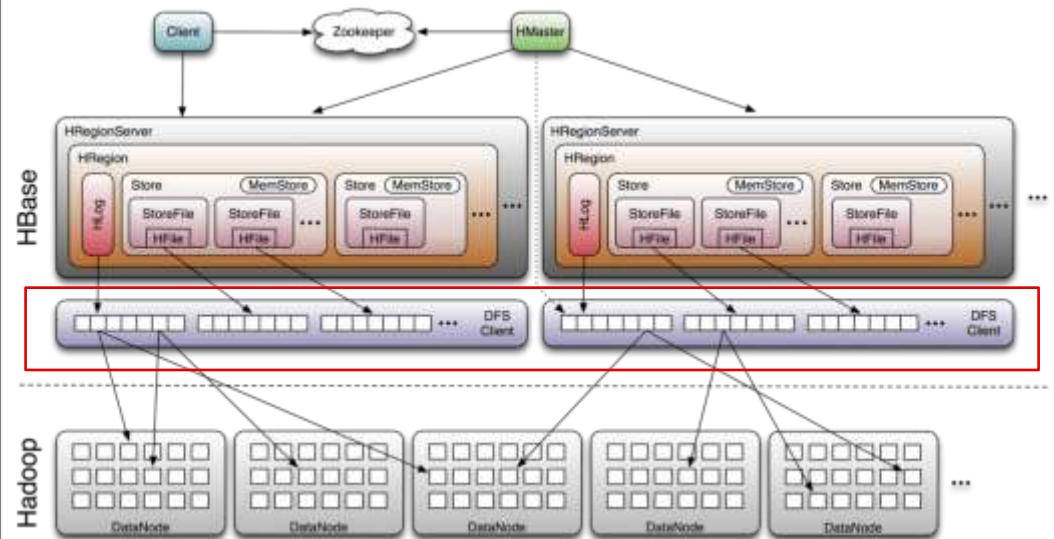 Client
Zookeeper
HMaster
HBase
HRegionServer
HRegion
HLog
Store
MemStore
StoreFile
HFile
StoreFile
HFile
...
Store
MemStore
StoreFile
HFile
...
...
HRegionServer
HRegion
HLog
Store
MemStore
StoreFile
HFile
StoreFile
HFile
...
Store
MemStore
StoreFile
HFile
...
...
...
...
DFS
Client
...
DFS
Client
Hadoop
DataNode
DataNode
DataNode
DataNode
DataNode
...